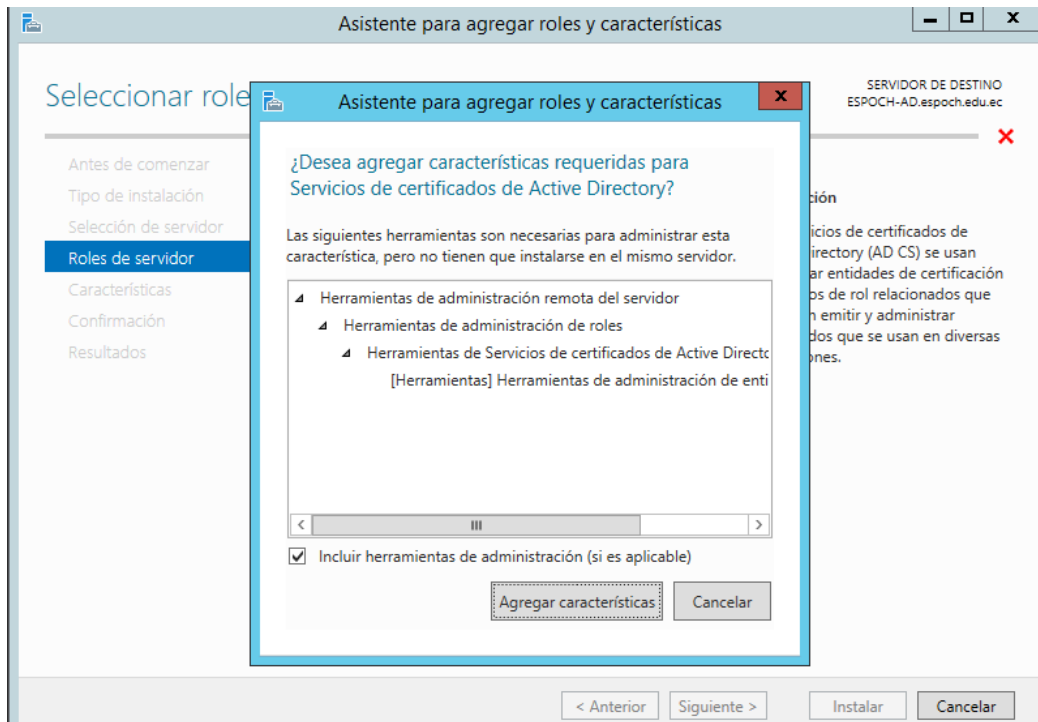 Asistente para agregar roles y características
Seleccionar role
SERVIDOR DE DESTINO
ESPOCH-AD.espoch.edu.ec
Antes de comenzar
Tipo de instalación
Selección de servidor
Roles de servidor
Características
Confirmación
Resultados
Asistente para agregar roles y características
x
¿Desea agregar características requeridas para
Servicios de certificados de Active Directory?
Las siguientes herramientas son necesarias para administrar esta
característica, pero no tienen que instalarse en el mismo servidor.
Herramientas de administración remota del servidor
Herramientas de administración de roles
Herramientas de Servicios de certificados de Active Directo
[Herramientas] Herramientas de administración de enti
Incluir herramientas de administración (si es aplicable)
Agregar características
Cancelar
ción
icios de certificados de
irectory (AD CS) se usan
ar entidades de certificación
os de rol relacionados que
n emitir y administrar
dos que se usan en diversas
ones.
< Anterior
Siguiente >
Instalar
Cancelar